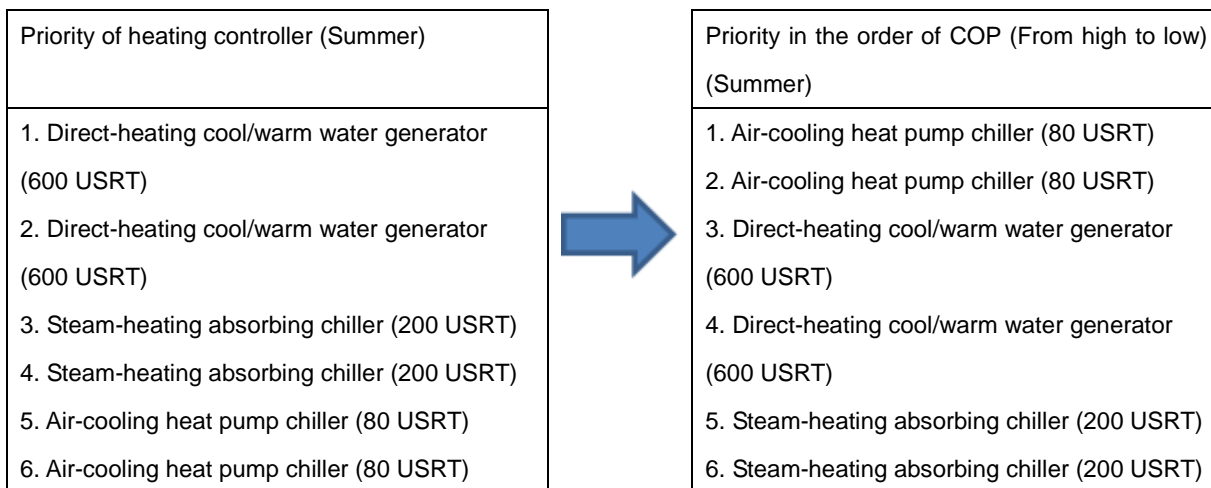 Priority of heating controller (Summer)
1. Direct-heating cool/warm water generator
(600 USRT)
2. Direct-heating cool/warm water generator
(600 USRT)
3. Steam-heating absorbing chiller (200 USRT)
4. Steam-heating absorbing chiller (200 USRT)
5. Air-cooling heat pump chiller (80 USRT)
6. Air-cooling heat pump chiller (80 USRT)
Priority in the order of COP (From high to low)
(Summer)
1. Air-cooling heat pump chiller (80 USRT)
2. Air-cooling heat pump chiller (80 USRT)
3. Direct-heating cool/warm water generator
(600 USRT)
4. Direct-heating cool/warm water generator
(600 USRT)
5. Steam-heating absorbing chiller (200 USRT)
6. Steam-heating absorbing chiller (200 USRT)